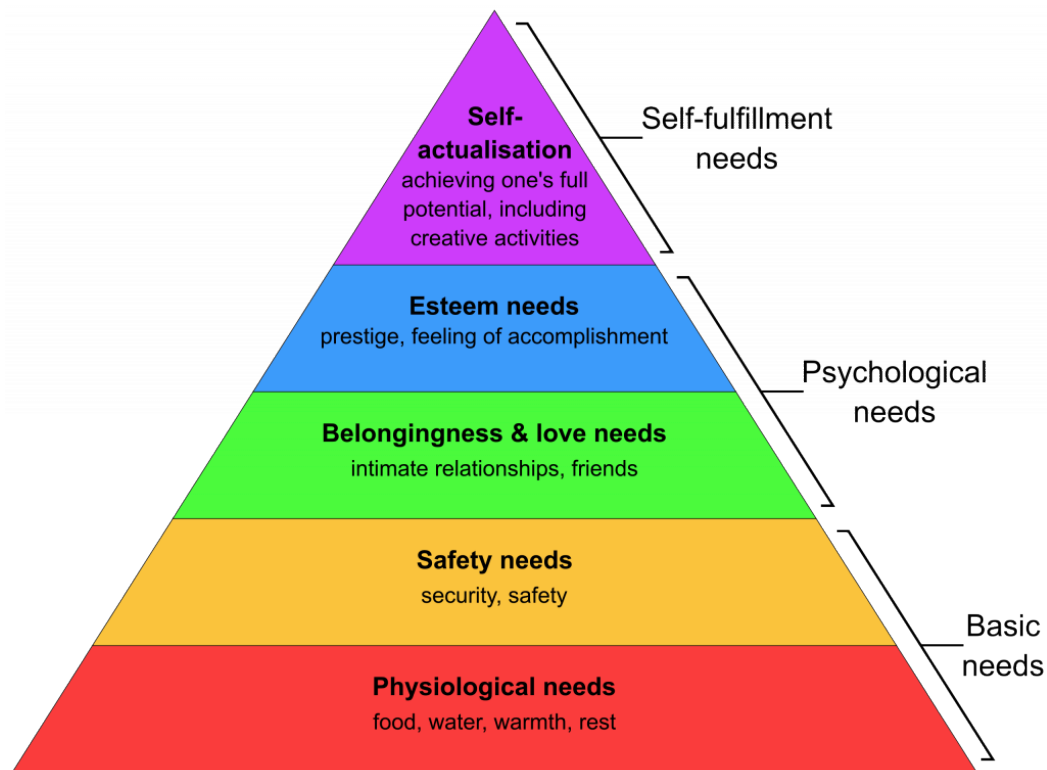 Self-
actualisation
achieving one's full
potential, including
creative activities
Self-fulfillment
needs
Esteem needs
prestige, feeling of accomplishment
Psychological
needs
Belongingness & love needs
intimate relationships, friends
Safety needs
security, safety
Basic
needs
Physiological needs
food, water, warmth, rest